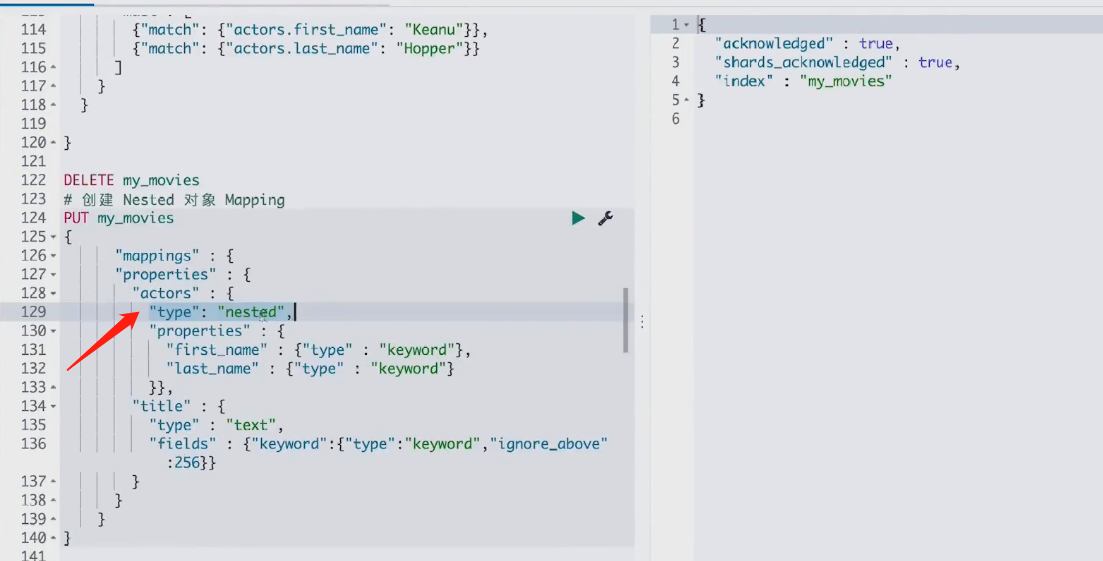 114 {"match": {"actors.first_name": "Keanu"}},
115 {"match": {"actors.last_name": "Hopper"}}
116 ]
117 }
118 }
119
120 }
121
122 DELETE my_movies
123 # 创建 Nested 对象 Mapping
124 PUT my_movies
125 {
126 "mappings" : {
127 "properties" : {
128 "actors" : {
129 "type": "nested",
130 "properties" : {
131 "first_name" : {"type" : "keyword"},
132 "last_name" : {"type" : "keyword"}
133 }},
134 "title" : {
135 "type" : "text",
136 "fields" : {"keyword":{"type":"keyword","ignore_above"
:256}}
137 }
138 }
139 }
140 }
141
1 {
2 "acknowledged" : true,
3 "shards_acknowledged" : true,
4 "index" : "my_movies"
5 }
6